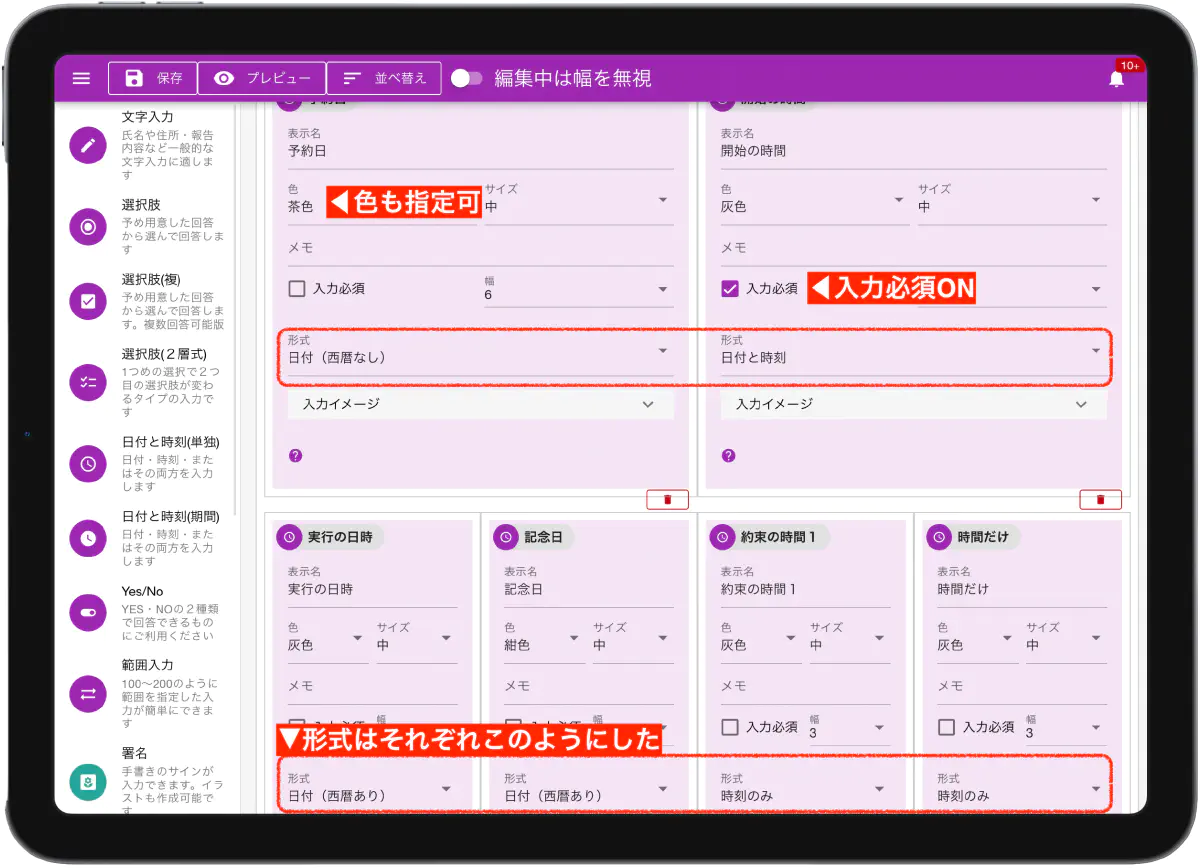 保存
プレビュー
並べ替え
編集中は幅を無視
10+
文字入力
氏名や住所・報告
内容など一般的な
文字入力に適しま
す
選択肢
予め用意した回答
から選んで回答しま
す
選択肢(複)
予め用意した回答
から選んで回答しま
す。複数回答可能版
選択肢(２層式)
1つめの選択で２つ
目の選択肢が変わ
るタイプの入力で
す
日付と時刻(単独)
日付・時刻・また
はその両方を入力
します
日付と時刻(期間)
日付・時刻・また
はその両方を入力
します
Yes/No
YES・NOの２種類
で回答できるもの
にご利用ください
範囲入力
100〜200のように
範囲を指定した入
力が簡単にできま
す
署名
手書きのサインが
入力できます。イラ
ストも作成可能で
す
予約日
表示名
予約日
色
茶色
◀色も指定可
サイズ
中
メモ
入力必須
幅
6
形式
日付（西暦なし）
入力イメージ
開始の時間
表示名
開始の時間
色
灰色
サイズ
中
メモ
入力必須
◀入力必須ON
形式
日付と時刻
入力イメージ
実行の日時
表示名
実行の日時
色
灰色
サイズ
中
メモ
入力必須
幅
▼形式はそれぞれこのようにした
形式
日付（西暦あり）
記念日
表示名
記念日
色
紺色
サイズ
中
メモ
入力必須
幅
形式
日付（西暦あり）
約束の時間１
表示名
約束の時間１
色
灰色
サイズ
中
メモ
入力必須
幅
3
形式
時刻のみ
時間だけ
表示名
時間だけ
色
灰色
サイズ
中
メモ
入力必須
幅
3
形式
時刻のみ